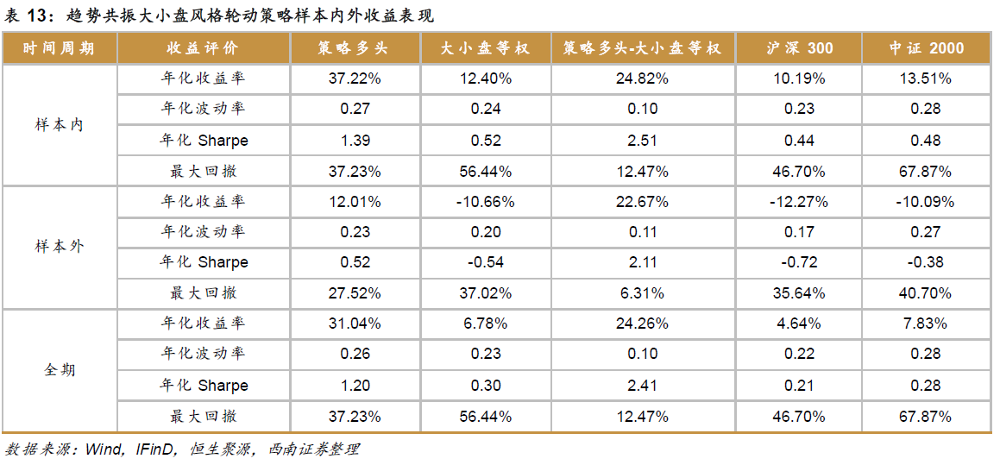 表 13：趋势共振大小盘风格轮动策略样本内外收益表现
时间周期 收益评价 策略多头 大小盘等权 策略多头-大小盘等权 沪深 300 中证 2000
样本内
年化收益率 37.22% 12.40% 24.82% 10.19% 13.51%
年化波动率 0.27 0.24 0.10 0.23 0.28
年化 Sharpe 1.39 0.52 2.51 0.44 0.48
最大回撤 37.23% 56.44% 12.47% 46.70% 67.87%
样本外
年化收益率 12.01% -10.66% 22.67% -12.27% -10.09%
年化波动率 0.23 0.20 0.11 0.17 0.27
年化 Sharpe 0.52 -0.54 2.11 -0.72 -0.38
最大回撤 27.52% 37.02% 6.31% 35.64% 40.70%
全期
年化收益率 31.04% 6.78% 24.26% 4.64% 7.83%
年化波动率 0.26 0.23 0.10 0.22 0.28
年化 Sharpe 1.20 0.30 2.41 0.21 0.28
最大回撤 37.23% 56.44% 12.47% 46.70% 67.87%
数据来源：Wind，IFinD，恒生聚源，西南证券整理